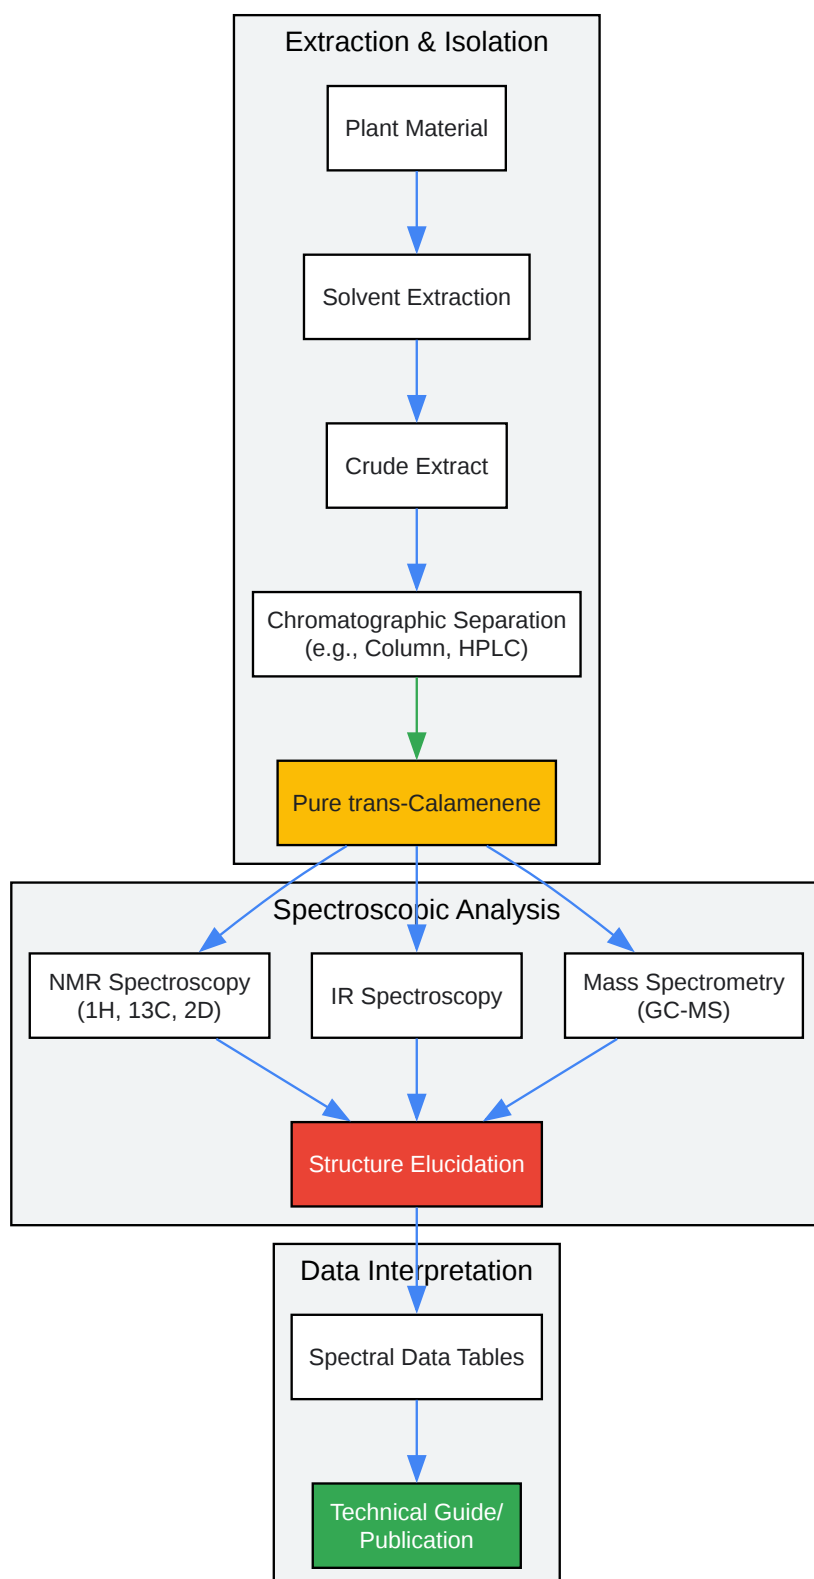 Extraction & Isolation
Plant Material
Solvent Extraction
Crude Extract
Chromatographic Separation
(e.g., Column, HPLC)
Pure trans-Calamenene
Spectroscopic Analysis
NMR Spectroscopy
(1H, 13C, 2D)
IR Spectroscopy
Mass Spectrometry
(GC-MS)
Structure Elucidation
Data Interpretation
Spectral Data Tables
Technical Guide/
Publication